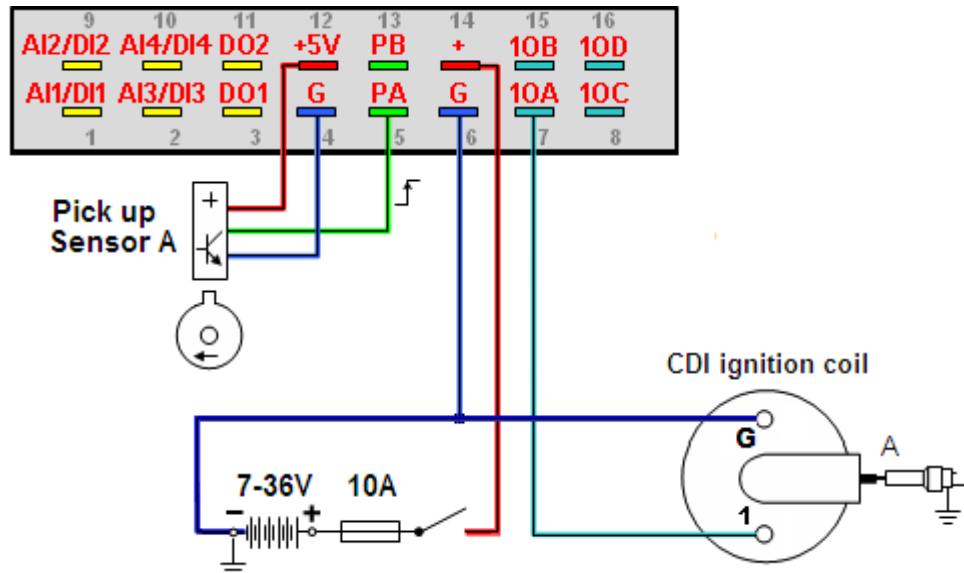 9 10 11 12 13 14 15 16
AI2/DI2 AI4/DI4 DO2 +5V PB + 10B 10D
AI1/DI1 AI3/DI3 DO1 G PA G 10A 10C
1 2 3 4 5 6 7 8
Pick up
Sensor A
+
CDI ignition coil
G
A
7-36V 10A
- +
1